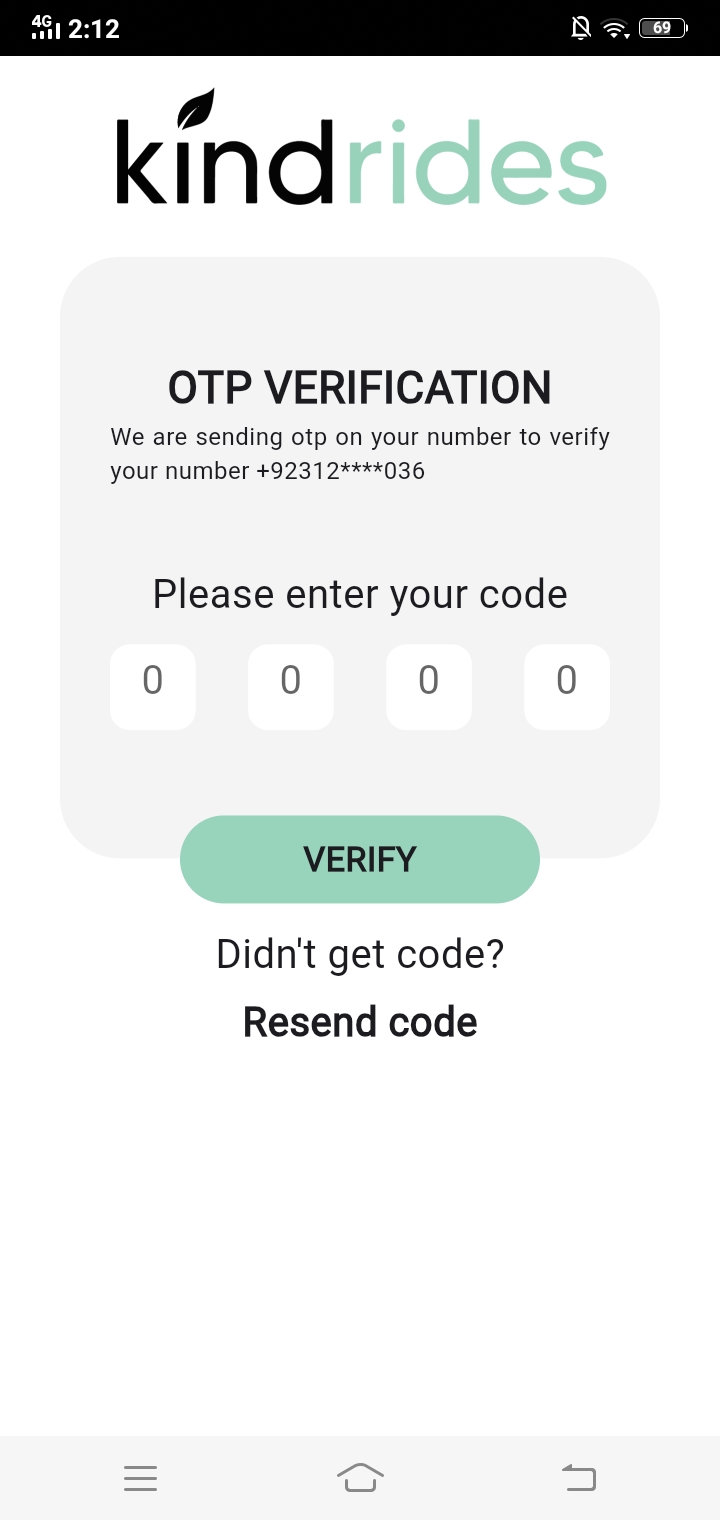 4G 2:12 69
kindrides
OTP VERIFICATION
We are sending otp on your number to verify
your number +92312****036
Please enter your code
0 0 0 0
VERIFY
Didn't get code?
Resend code